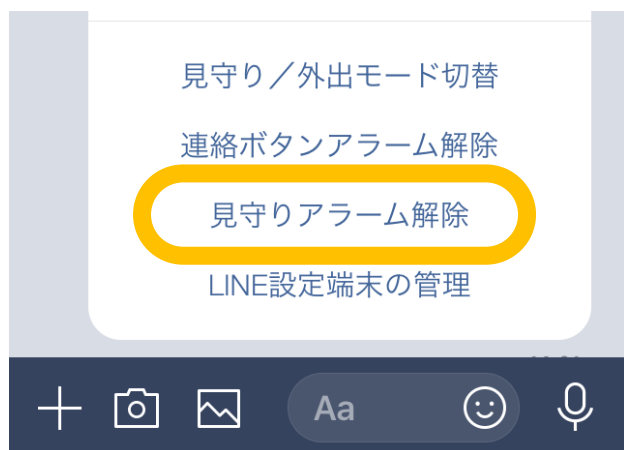 見守り／外出モード切替
連絡ボタンアラーム解除
見守りアラーム解除
LINE設定端末の管理
Aa